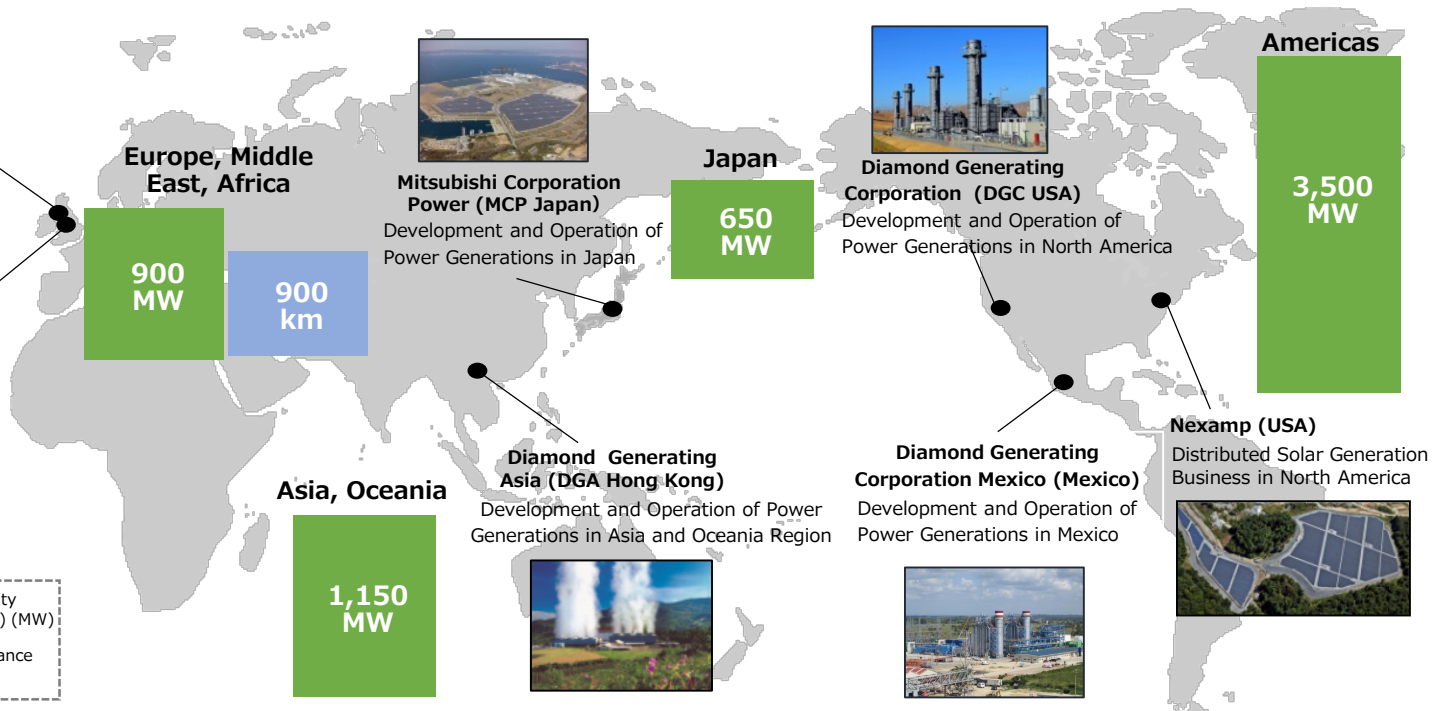 Americas
3,500
MW
Europe, Middle
East, Africa
900
MW
900
km
Mitsubishi Corporation
Power (MCP Japan)
Development and Operation of
Power Generations in Japan
Japan
650
MW
Diamond Generating
Corporation (DGC USA)
Development and Operation of
Power Generations in North America
Asia, Oceania
1,150
MW
Diamond Generating
Asia (DGA Hong Kong)
Development and Operation of Power
Generations in Asia and Oceania Region
Diamond Generating
Corporation Mexico (Mexico)
Development and Operation of
Power Generations in Mexico
Nexamp (USA)
Distributed Solar Generation
Business in North America
ity
) (MW)
ance